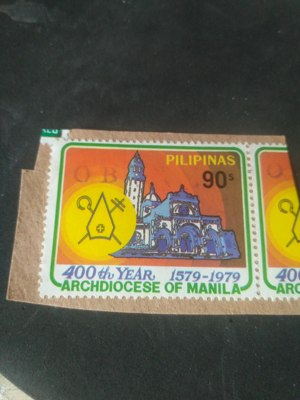 PILIPINAS
O B
90s
400th YEAR, 1579-1979
ARCHDIOCESE OF MANILA